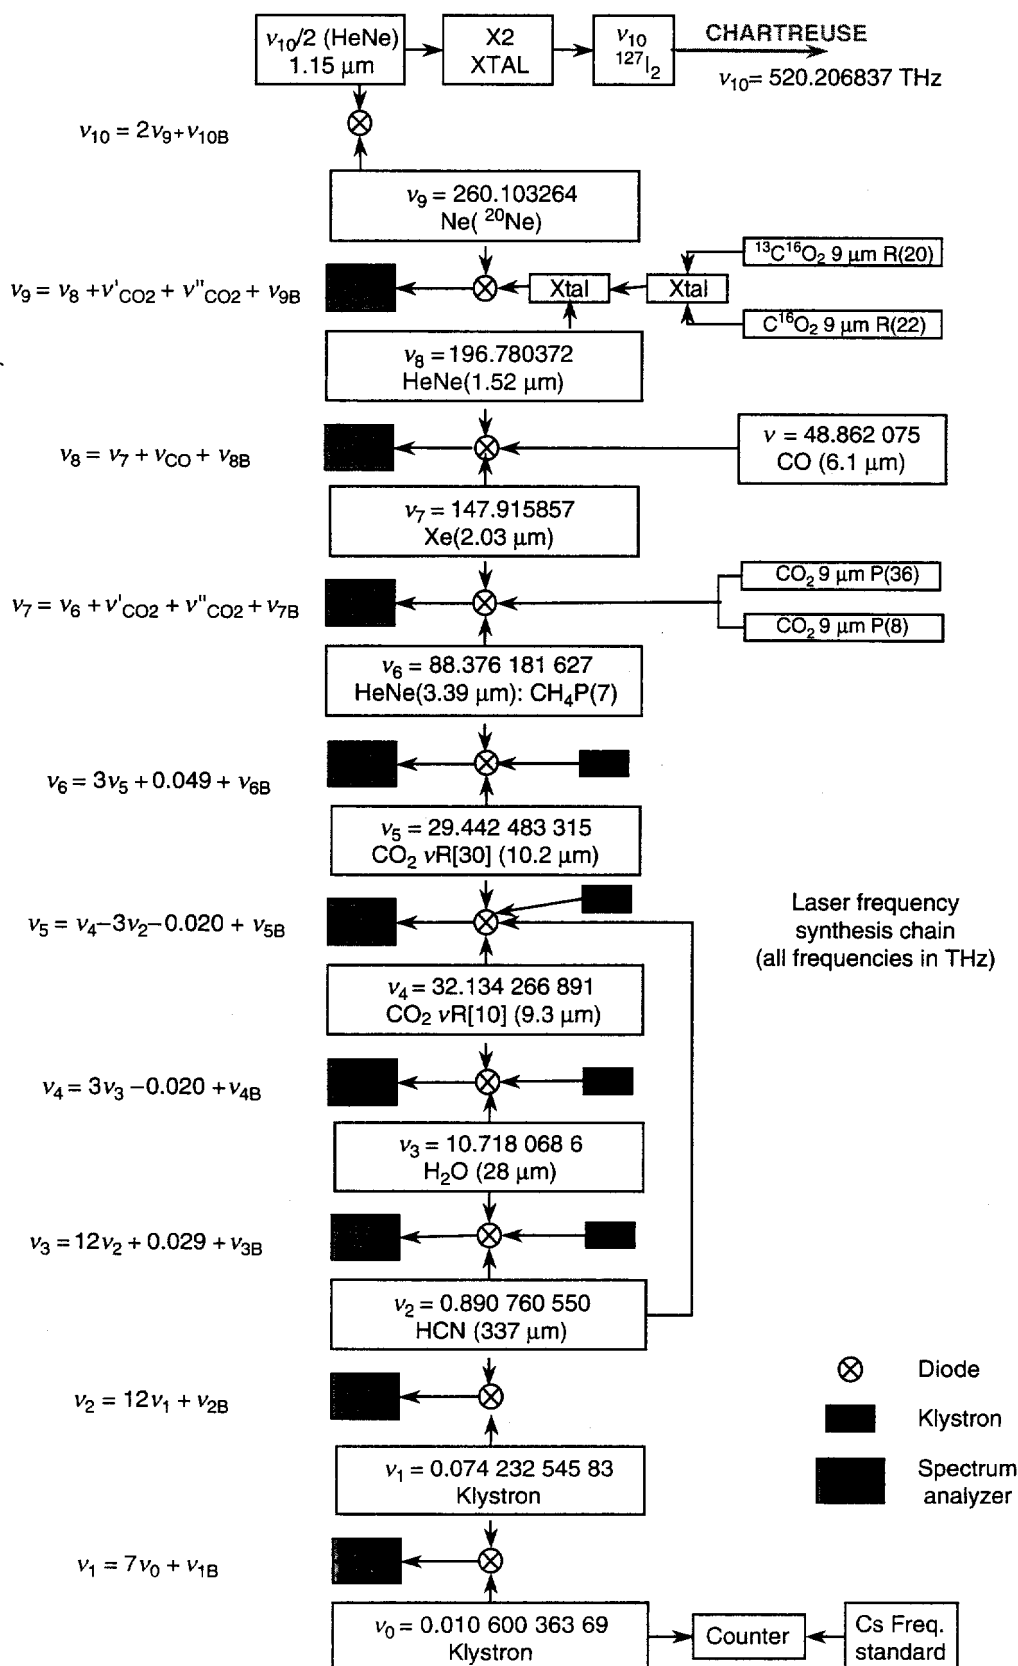 ν10/2 (HeNe)
1.15 μm
X2
XTAL
ν10
127I2
CHARTREUSE
ν10= 520.206837 THz
ν10 = 2ν9+ν10B
ν9 = 260.103264
Ne( 20Ne)
ν9 = ν8 +ν'CO2 + ν"CO2 + ν9B
Xtal
Xtal
13C16O2 9 μm R(20)
C16O2 9 μm R(22)
ν8 = 196.780372
HeNe(1.52 μm)
ν8 = ν7 + νCO + ν8B
ν = 48.862 075
CO (6.1 μm)
ν7 = 147.915857
Xe(2.03 μm)
ν7 = ν6 + ν'CO2 + ν"CO2 + ν7B
CO2 9 μm P(36)
CO2 9 μm P(8)
ν6 = 88.376 181 627
HeNe(3.39 μm): CH4P(7)
ν6 = 3ν5 + 0.049 + ν6B
ν5 = 29.442 483 315
CO2 νR[30] (10.2 μm)
ν5 = ν4−3ν2−0.020 + ν5B
Laser frequency
synthesis chain
(all frequencies in THz)
ν4 = 32.134 266 891
CO2 νR[10] (9.3 μm)
ν4 = 3ν3 −0.020 +ν4B
ν3 = 10.718 068 6
H2O (28 μm)
ν3 = 12ν2 + 0.029 + ν3B
ν2 = 0.890 760 550
HCN (337 μm)
ν2 = 12ν1 + ν2B
Diode
Klystron
Spectrum
analyzer
ν1 = 0.074 232 545 83
Klystron
ν1 = 7ν0 + ν1B
ν0 = 0.010 600 363 69
Klystron
Counter
Cs Freq.
standard